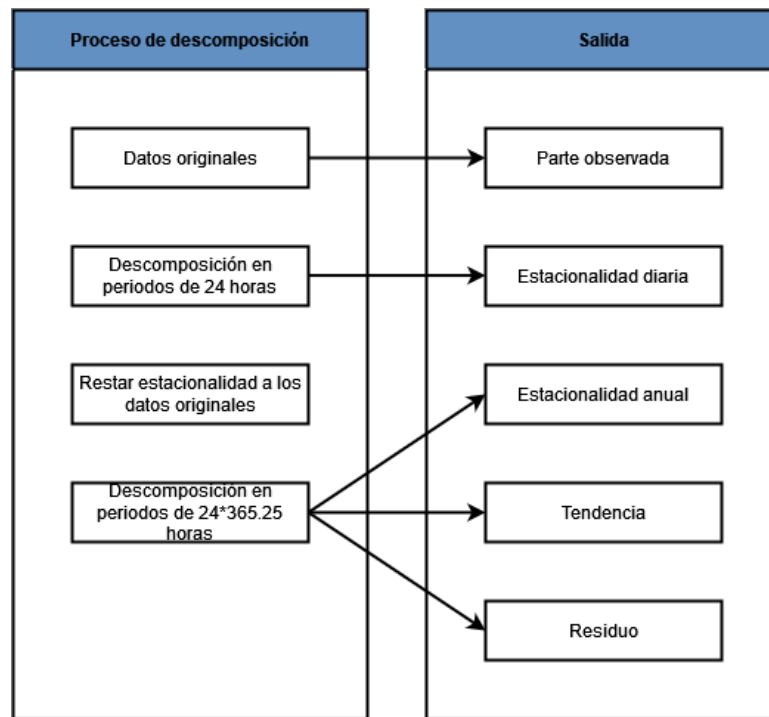 Proceso de descomposición
Salida
Datos originales
Parte observada
Descomposición en
periodos de 24 horas
Estacionalidad diaria
Restar estacionalidad a los
datos originales
Estacionalidad anual
Descomposición en
periodos de 24*365.25
horas
Tendencia
Residuo